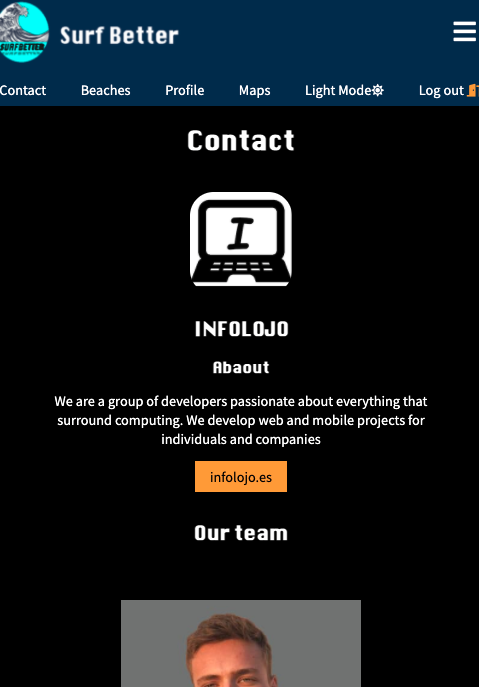 SURFBETTER
Surf Better
Contact Beaches Profile Maps Light Mode Log out
Contact
I
INFOLOJO
Abaout
We are a group of developers passionate about everything that
surround computing. We develop web and mobile projects for
individuals and companies
infolojo.es
Our team